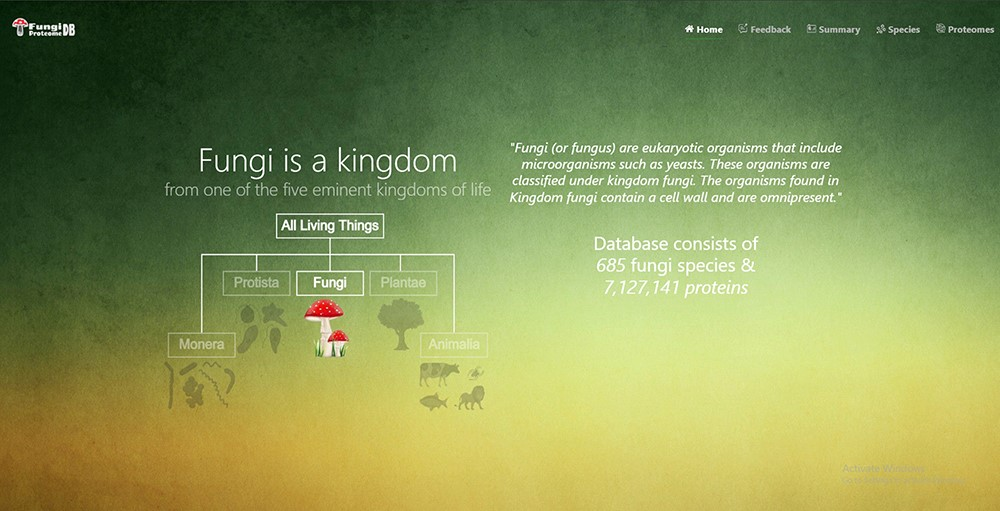 Fungi
Proteome DB
Home Feedback Summary Species Proteomes
Fungi is a kingdom
from one of the five eminent kingdoms of life
All Living Things
Protista Fungi Plantae
Monera Animalia
"Fungi (or fungus) are eukaryotic organisms that include
microorganisms such as yeasts. These organisms are
classified under kingdom fungi. The organisms found in
Kingdom fungi contain a cell wall and are omnipresent."
Database consists of
685 fungi species &
7,127,141 proteins
Activate Windows